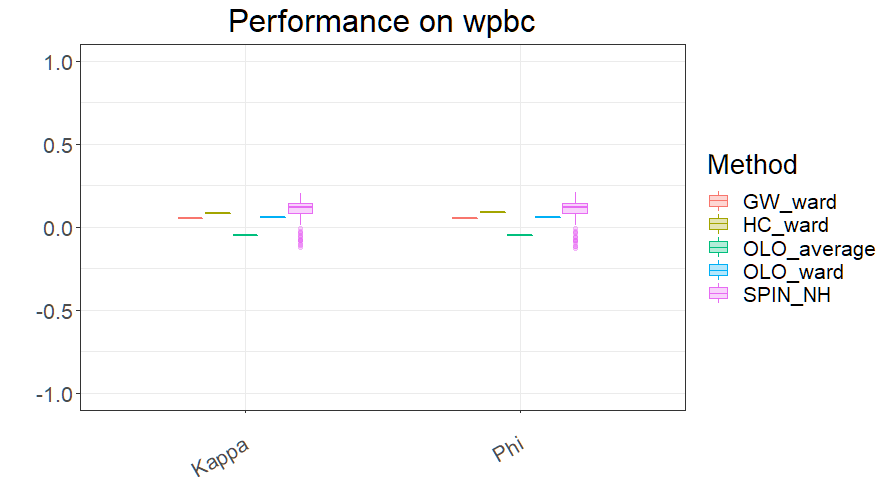 Performance on wpbc
1.0
0.5
0.0
-0.5
-1.0
Kappa
Phi
Method
GW_ward
HC_ward
OLO_average
OLO_ward
SPIN_NH